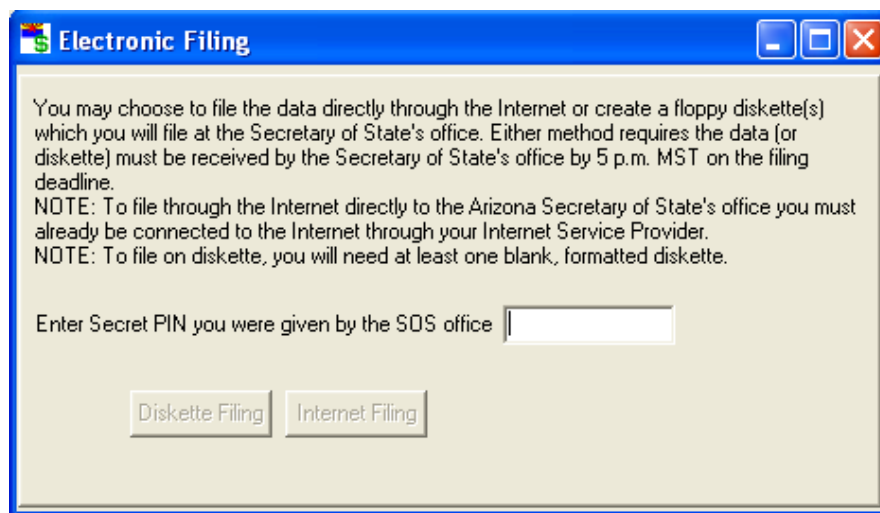 Electronic Filing
You may choose to file the data directly through the Internet or create a floppy diskette(s)
which you will file at the Secretary of State's office. Either method requires the data (or
diskette) must be received by the Secretary of State's office by 5 p.m. MST on the filing
deadline.
NOTE: To file through the Internet directly to the Arizona Secretary of State's office you must
already be connected to the Internet through your Internet Service Provider.
NOTE: To file on diskette, you will need at least one blank, formatted diskette.
Enter Secret PIN you were given by the SOS office
Diskette Filing Internet Filing